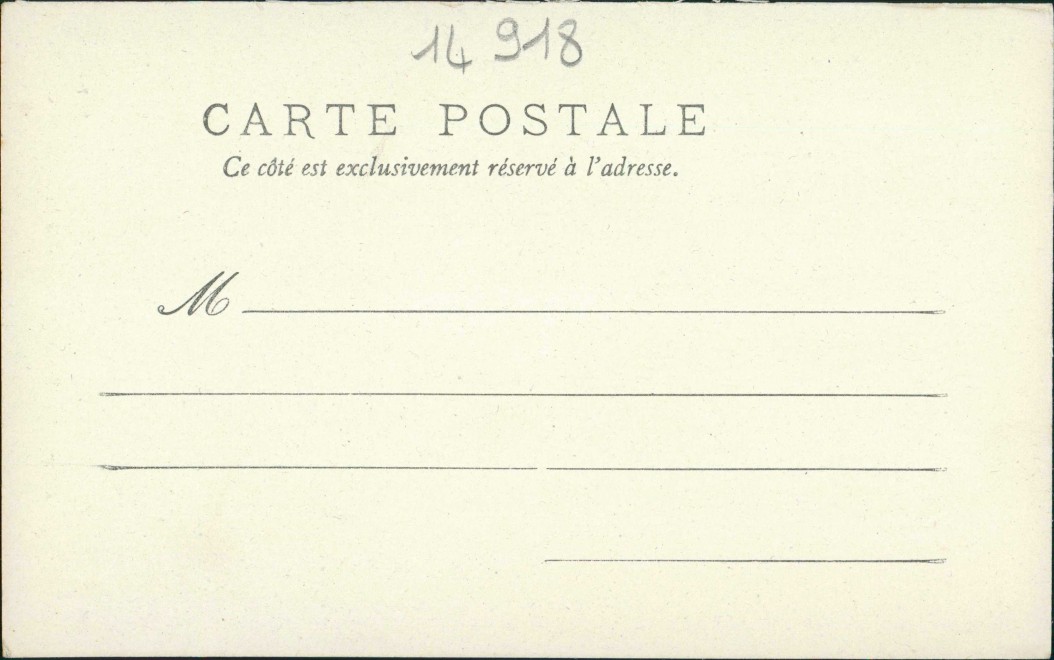 14 918
CARTE POSTALE
Ce côté est exclusivement réservé à l'adresse.
M